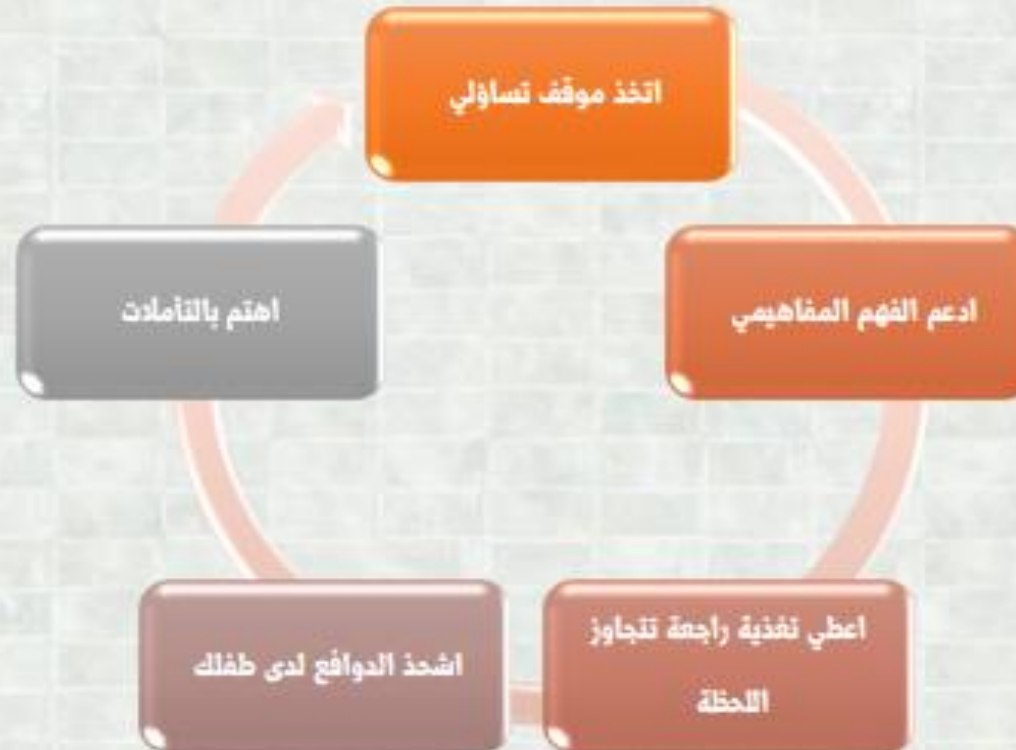 اتخذ موقف تساؤلي
ادعم الفهم المفاهيمي
اعطي تغذية راجعة تتجاوز
اللحظة
اشحذ الدوافع لدى طفلك
اهتم بالتأملات